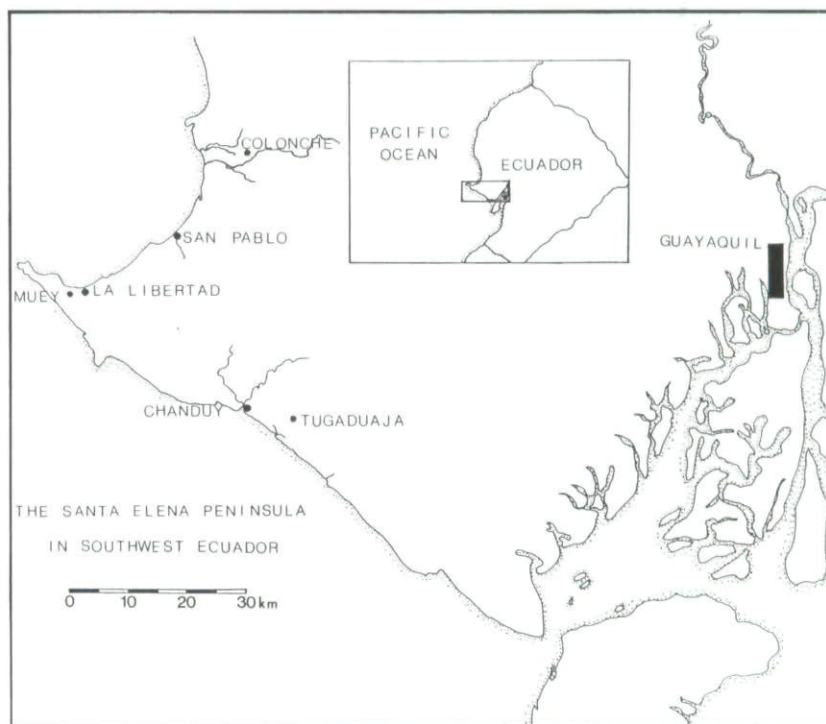 COLONCHE
PACIFIC
OCEAN
ECUADOR
SAN PABLO
GUAYAQUIL
MUEY
LA LIBERTAD
CHANDUY
TUGADUAJA
THE SANTA ELENA PENINSULA
IN SOUTHWEST ECUADOR
0 10 20 30 km